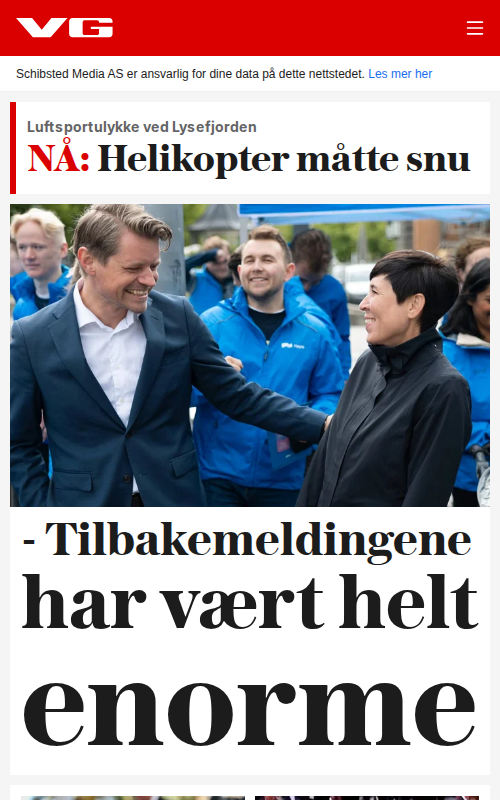 VG
Schibsted Media AS er ansvarlig for dine data på dette nettstedet. Les mer her
Luftsportulykke ved Lysefjorden
NÅ: Helikopter måtte snu
- Tilbakemeldingene
har vært helt
enorme